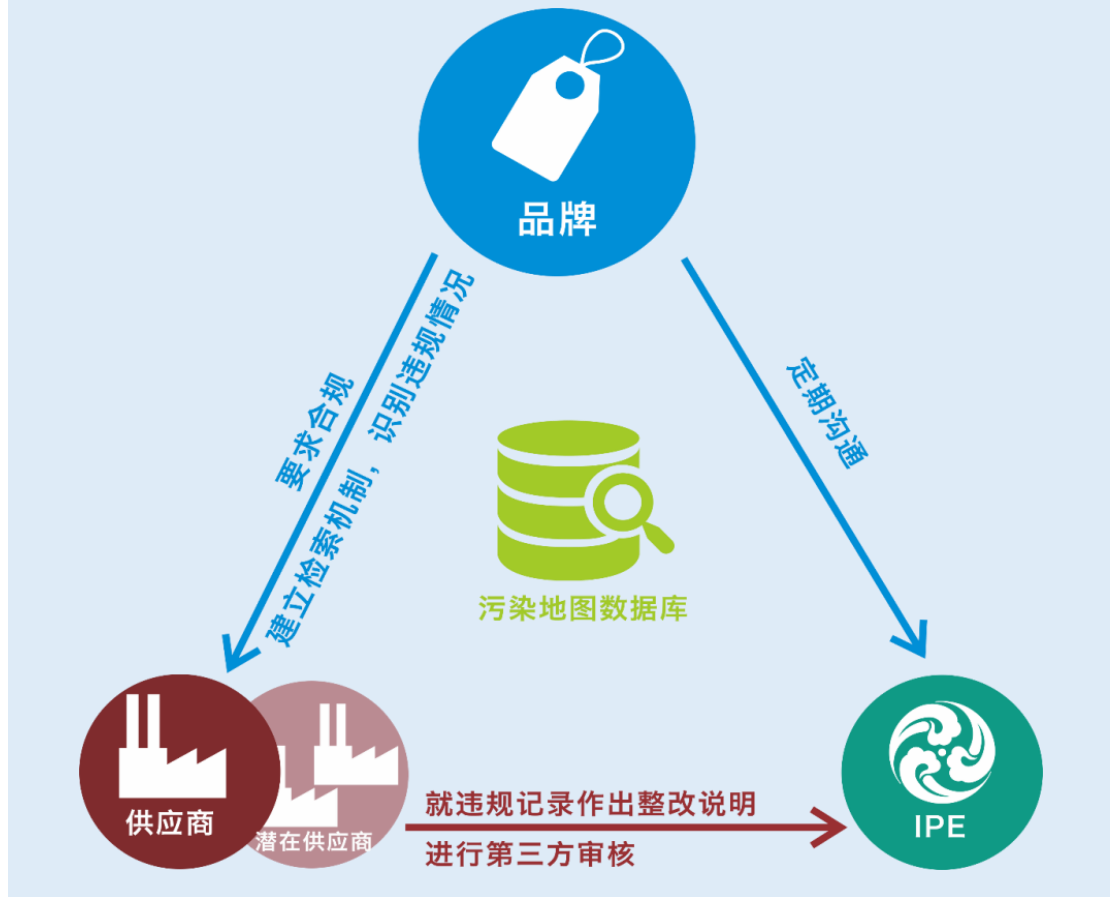 品牌
要求合规
建立检索机制，识别违规情况
定期沟通
污染地图数据库
供应商
潜在供应商
就违规记录作出整改说明
进行第三方审核
IPE